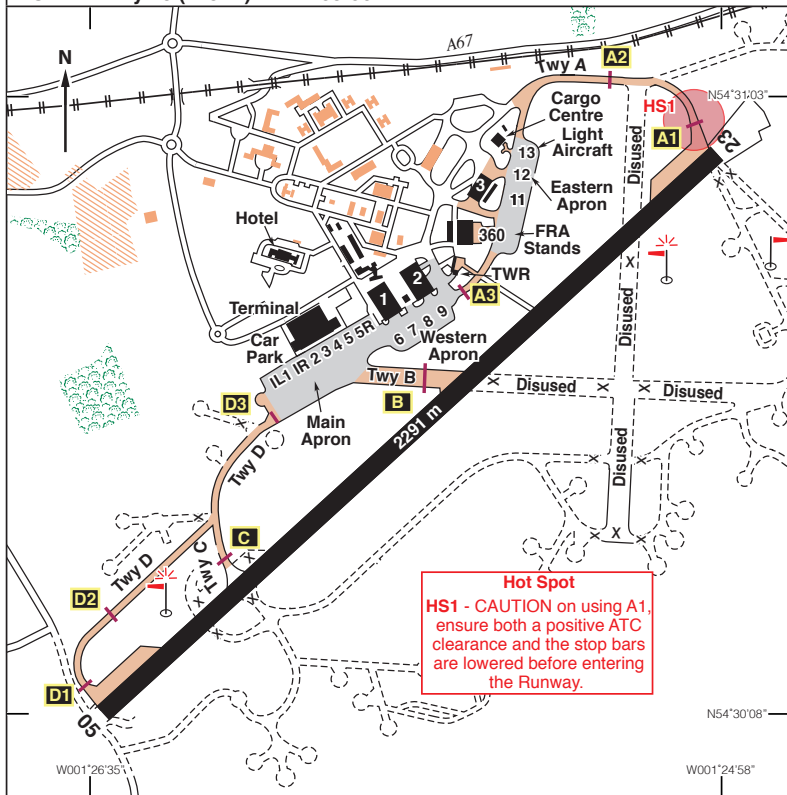 A67
N
Twy A
A2
N54°31'03"
HS1
A1
23
Cargo
Centre
Light
Aircraft
13
12
11
Eastern
Apron
3
360
FRA
Stands
Disused
Hotel
TWR
A3
1
2
Terminal
Car
Park
IL1 IR 2 3 4 5 5R
6 7 8 9
Western
Apron
Twy B
B
Disused
Disused
Disused
D3
Main
Apron
2291 m
Disused
Twy D
C
Twy C
Twy D
D2
D1
05
Hot Spot
HS1 - CAUTION on using A1,
ensure both a positive ATC
clearance and the stop bars
are lowered before entering
the Runway.
N54°30'08"
W001°26'35"
W001°24'58"